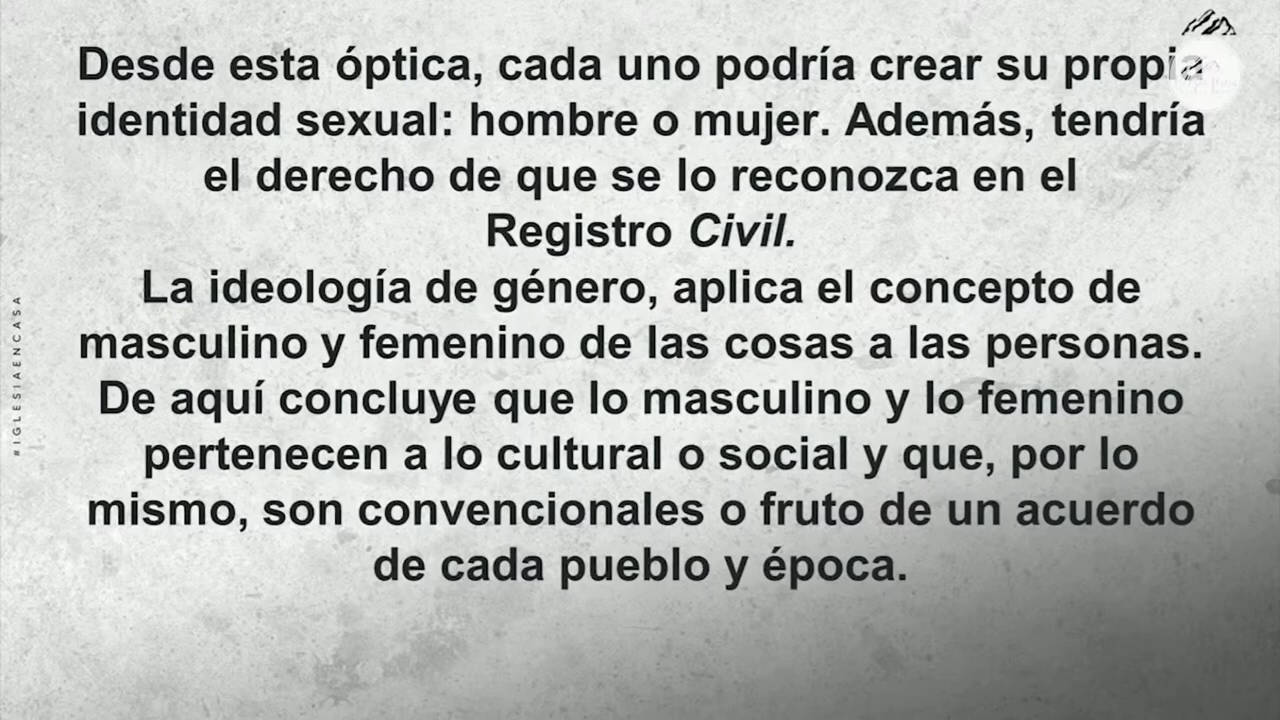 Desde esta óptica, cada uno podría crear su propia
identidad sexual: hombre o mujer. Además, tendría
el derecho de que se lo reconozca en el
Registro Civil.
La ideología de género, aplica el concepto de
masculino y femenino de las cosas a las personas.
De aquí concluye que lo masculino y lo femenino
pertenecen a lo cultural o social y que, por lo
mismo, son convencionales o fruto de un acuerdo
de cada pueblo y época.
#IGLESIAENCASA